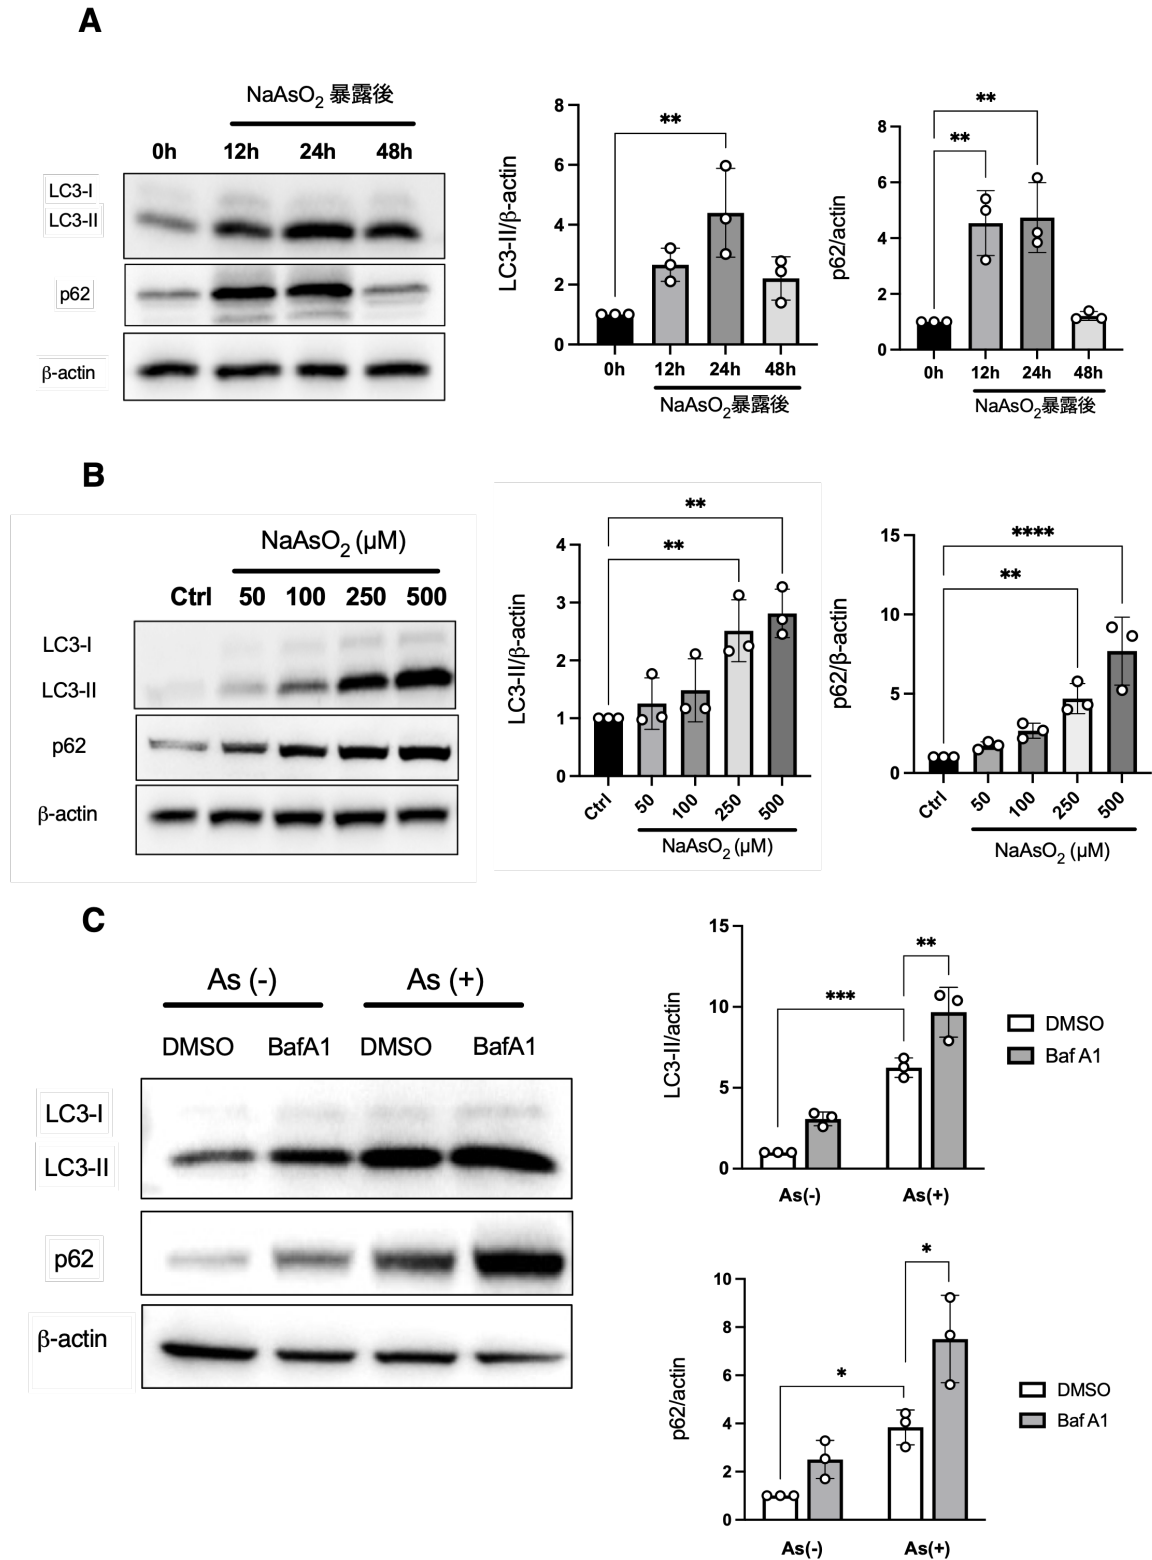 A
NaAsO2 暴露後
0h 12h 24h 48h
LC3-I
LC3-II
p62
β-actin
LC3-II/β-actin
8
6
4
2
0
**
0h 12h 24h 48h
NaAsO2暴露後
p62/actin
8
6
4
2
0
**
**
0h 12h 24h 48h
NaAsO2暴露後
B
NaAsO2 (μM)
Ctrl 50 100 250 500
LC3-I
LC3-II
p62
β-actin
LC3-II/β-actin
4
3
2
1
0
**
**
Ctrl 50 100 250 500
NaAsO2 (μM)
p62/β-actin
15
10
5
0
****
**
Ctrl 50 100 250 500
NaAsO2 (μM)
C
As (-) As (+)
DMSO BafA1 DMSO BafA1
LC3-I
LC3-II
p62
β-actin
LC3-II/actin
15
10
5
0
**
***
As(-) As(+)
DMSO
Baf A1
p62/actin
10
8
6
4
2
0
*
*
As(-) As(+)
DMSO
Baf A1